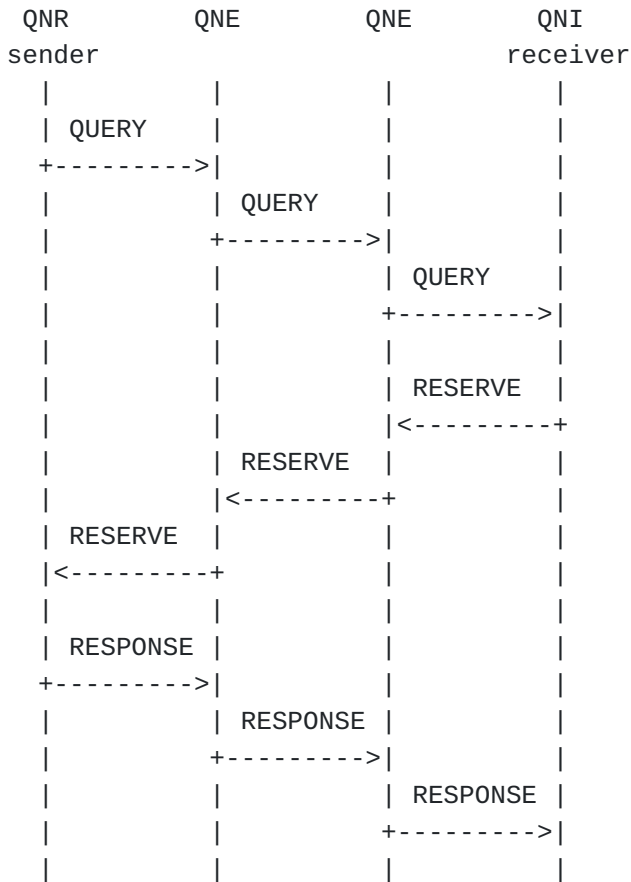 QNR QNE QNE QNI
sender receiver
QUERY
QUERY
QUERY
RESERVE
RESERVE
RESERVE
RESPONSE
RESPONSE
RESPONSE